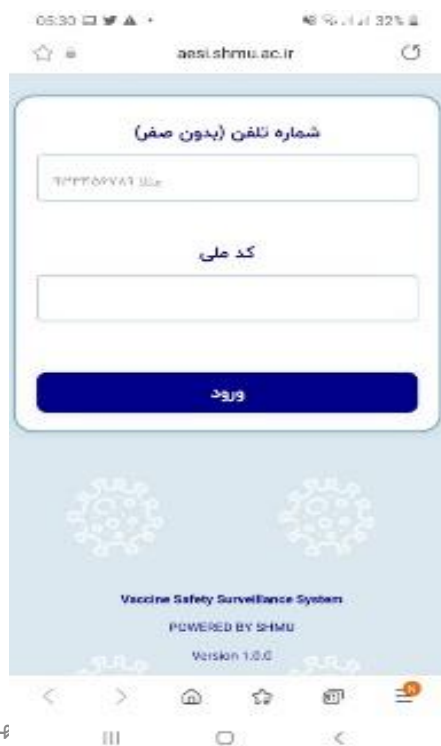 05:30
32%
aesi.shmu.ac.ir
شماره تلفن (بدون صفر)
مثلا
کد ملی
ورود
Vaccine Safety Surveillance System
POWERED BY SHMU
Version 1.0.0